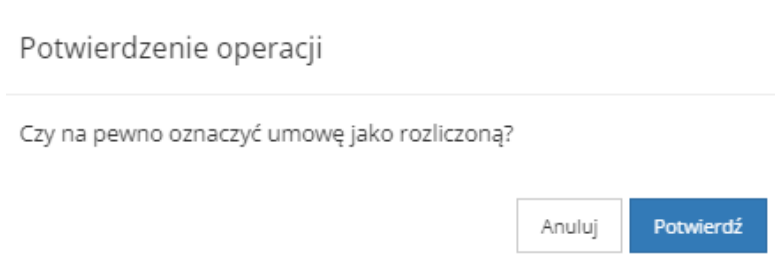 Potwierdzenie operacji
Czy na pewno oznaczyć umowę jako rozliczoną?
Anuluj
Potwierdź